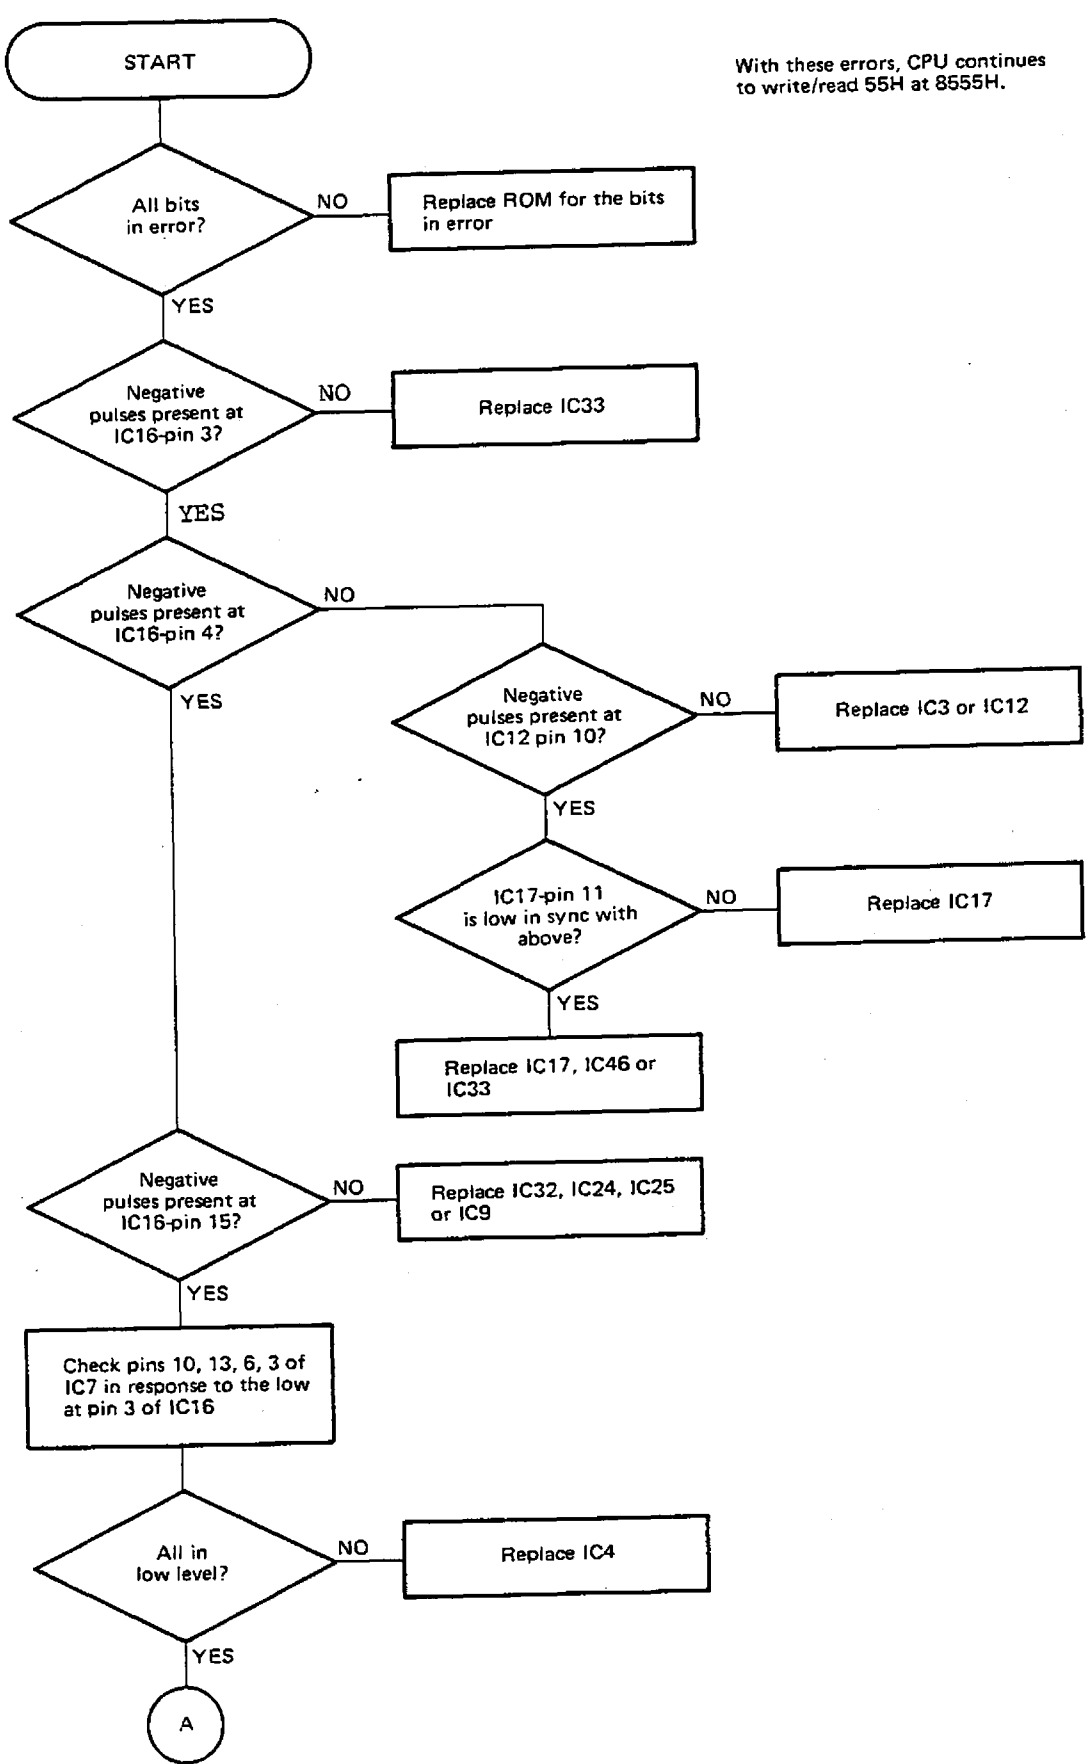 START
With these errors, CPU continues
to write/read 55H at 8555H.
All bits
in error?
NO
Replace ROM for the bits
in error
YES
Negative
pulses present at
IC16-pin 3?
NO
Replace IC33
YES
Negative
pulses present at
IC16-pin 4?
NO
YES
Negative
pulses present at
IC12 pin 10?
NO
Replace IC3 or IC12
YES
IC17-pin 11
is low in sync with
above?
NO
Replace IC17
YES
Replace IC17, IC46 or
IC33
Negative
pulses present at
IC16-pin 15?
NO
Replace IC32, IC24, IC25
or IC9
YES
Check pins 10, 13, 6, 3 of
IC7 in response to the low
at pin 3 of IC16
All in
low level?
NO
Replace IC4
YES
A